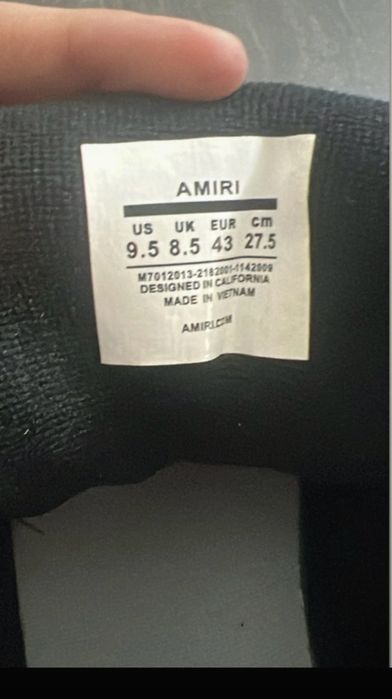 AMIRI
US UK EUR cm
9.5 8.5 43 27.5
M7012013-2182001-1142009
DESIGNED IN CALIFORNIA
MADE IN VIETNAM
AMIRI.COM